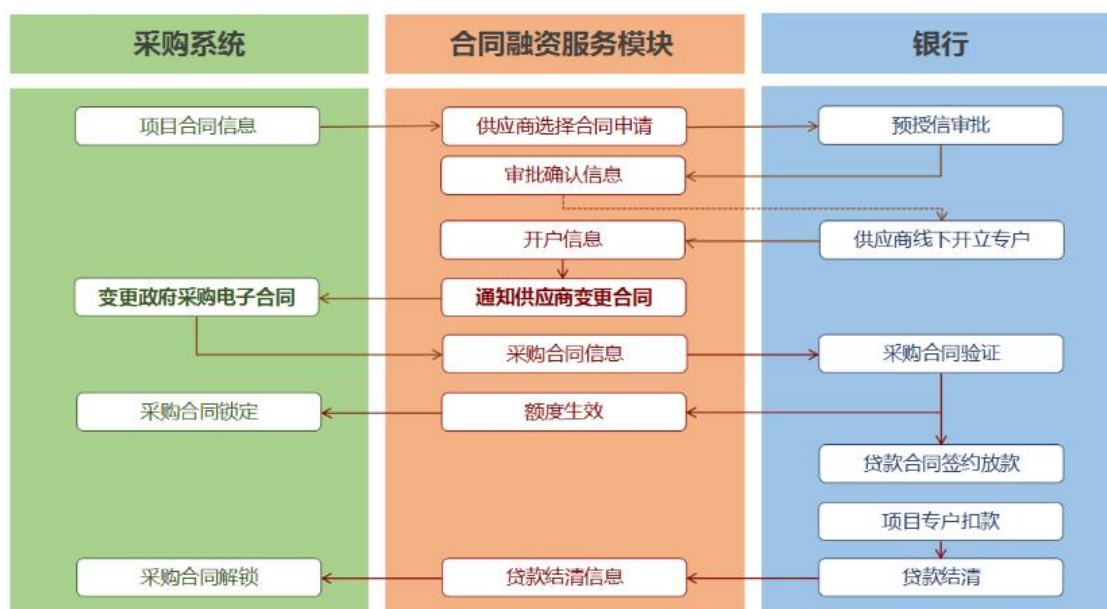 采购系统
合同融资服务模块
银行
项目合同信息
供应商选择合同申请
预授信审批
审批确认信息
开户信息
供应商线下开立专户
变更政府采购电子合同
通知供应商变更合同
采购合同信息
采购合同验证
采购合同锁定
额度生效
贷款合同签约放款
项目专户扣款
采购合同解锁
贷款结清信息
贷款结清